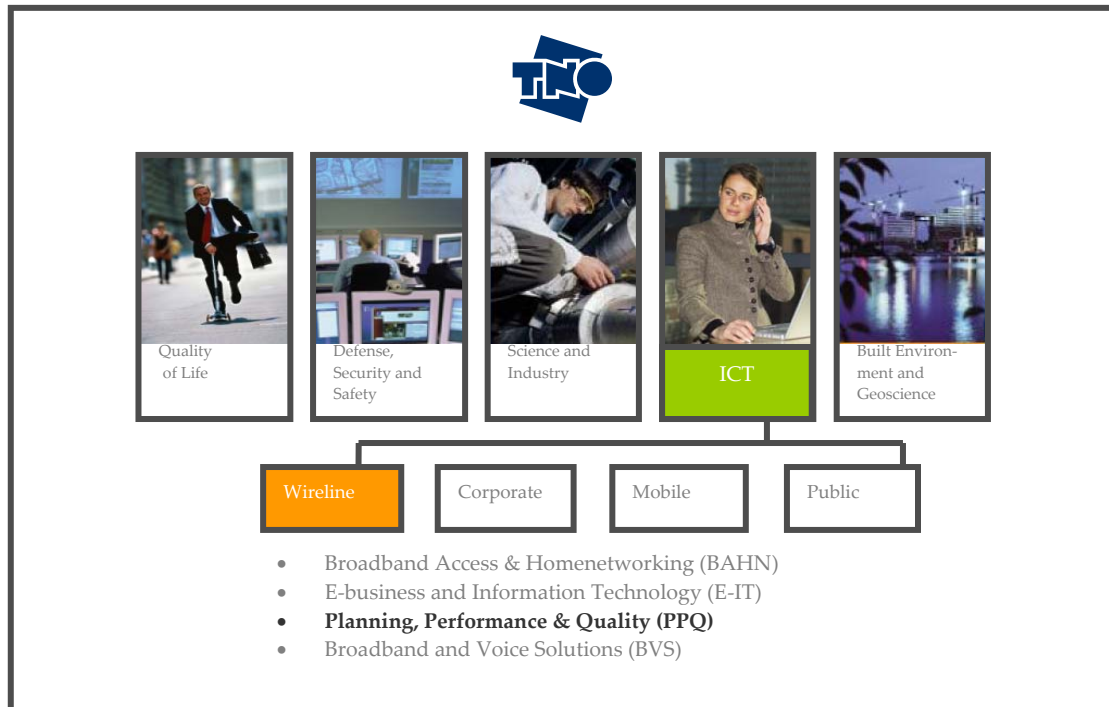 TNO
Quality
of Life
Defense,
Security and
Safety
Science and
Industry
ICT
Built Environ-
ment and
Geoscience
Wireline
Corporate
Mobile
Public
• Broadband Access & Homenetworking (BAHN)
• E-business and Information Technology (E-IT)
• Planning, Performance & Quality (PPQ)
• Broadband and Voice Solutions (BVS)